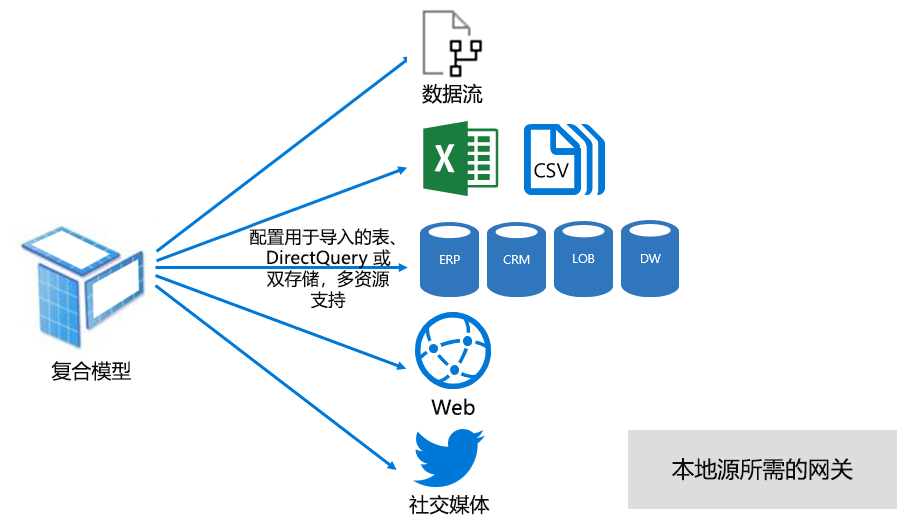 数据流
X
CSV
配置用于导入的表、
DirectQuery 或
双存储，多资源
支持
ERP
CRM
LOB
DW
复合模型
Web
社交媒体
本地源所需的网关